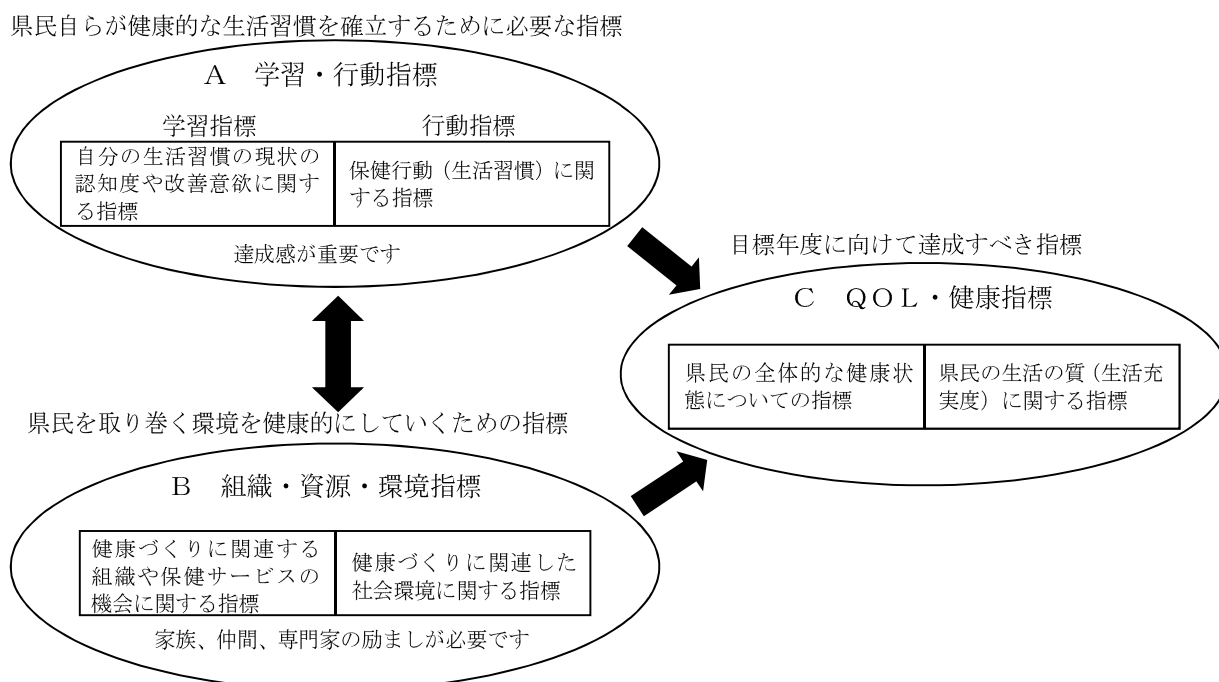 県民自らが健康的な生活習慣を確立するために必要な指標
Ａ　学習・行動指標
学習指標
行動指標
自分の生活習慣の現状の
認知度や改善意欲に関す
る指標
保健行動（生活習慣）に関
する指標
達成感が重要です
目標年度に向けて達成すべき指標
Ｃ　ＱＯＬ・健康指標
県民の全体的な健康状
態についての指標
県民の生活の質（生活充
実度）に関する指標
県民を取り巻く環境を健康的にしていくための指標
Ｂ　組織・資源・環境指標
健康づくりに関連する
組織や保健サービスの
機会に関する指標
健康づくりに関連した
社会環境に関する指標
家族、仲間、専門家の励ましが必要です